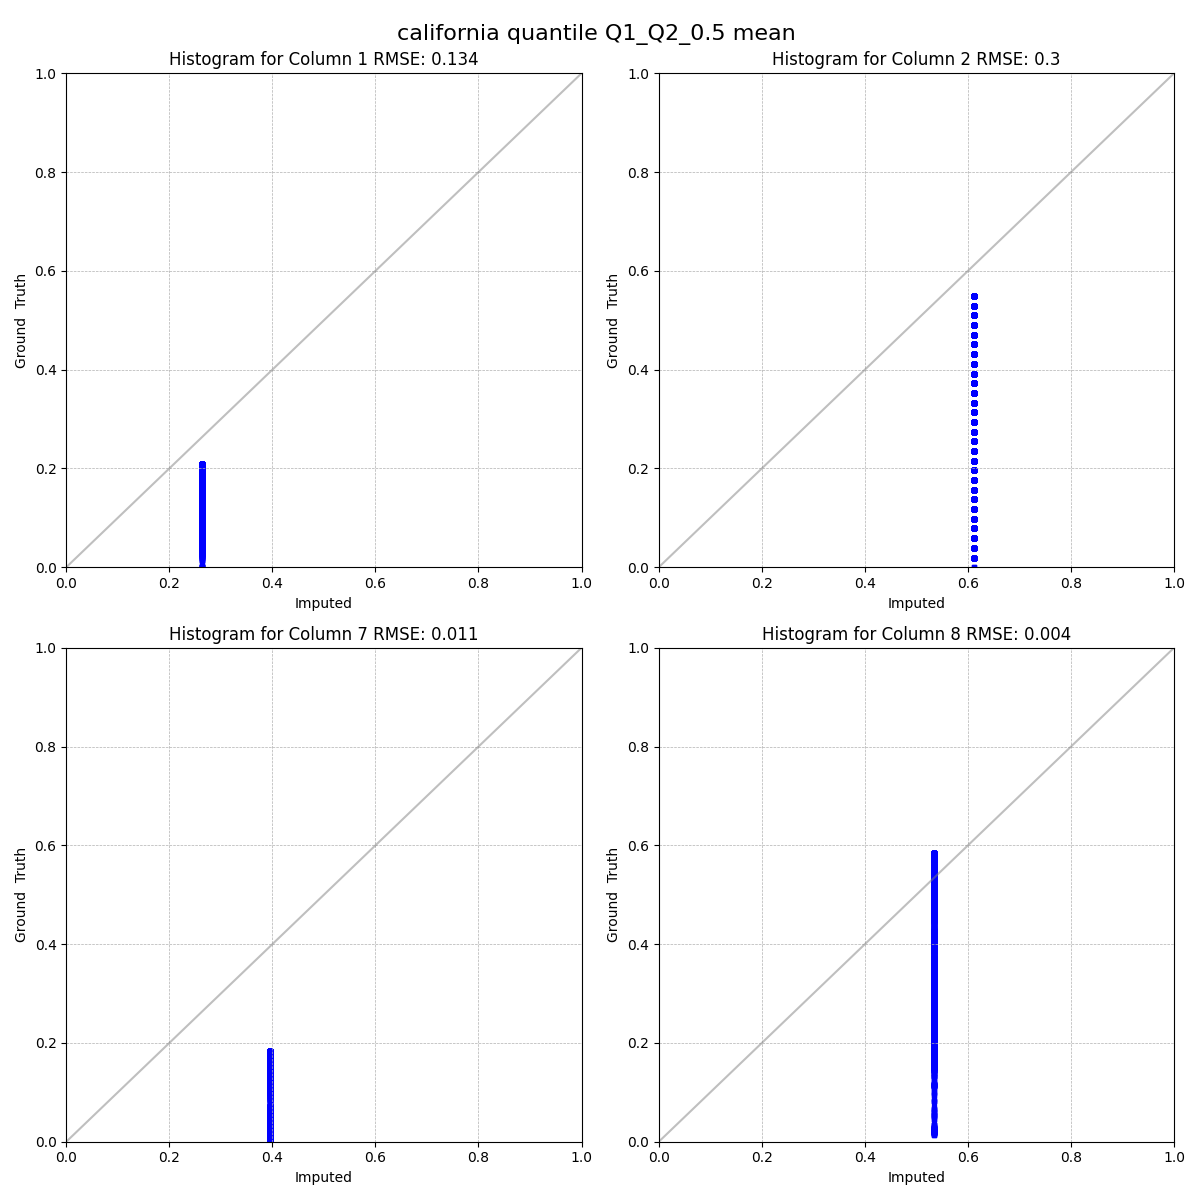 california quantile Q1_Q2_0.5 mean
Histogram for Column 1 RMSE: 0.134
1.0
0.8
0.6
0.4
0.2
0.0
Ground Truth
0.0 0.2 0.4 0.6 0.8 1.0
Imputed
Histogram for Column 2 RMSE: 0.3
1.0
0.8
0.6
0.4
0.2
0.0
Ground Truth
0.0 0.2 0.4 0.6 0.8 1.0
Imputed
Histogram for Column 7 RMSE: 0.011
1.0
0.8
0.6
0.4
0.2
0.0
Ground Truth
0.0 0.2 0.4 0.6 0.8 1.0
Imputed
Histogram for Column 8 RMSE: 0.004
1.0
0.8
0.6
0.4
0.2
0.0
Ground Truth
0.0 0.2 0.4 0.6 0.8 1.0
Imputed